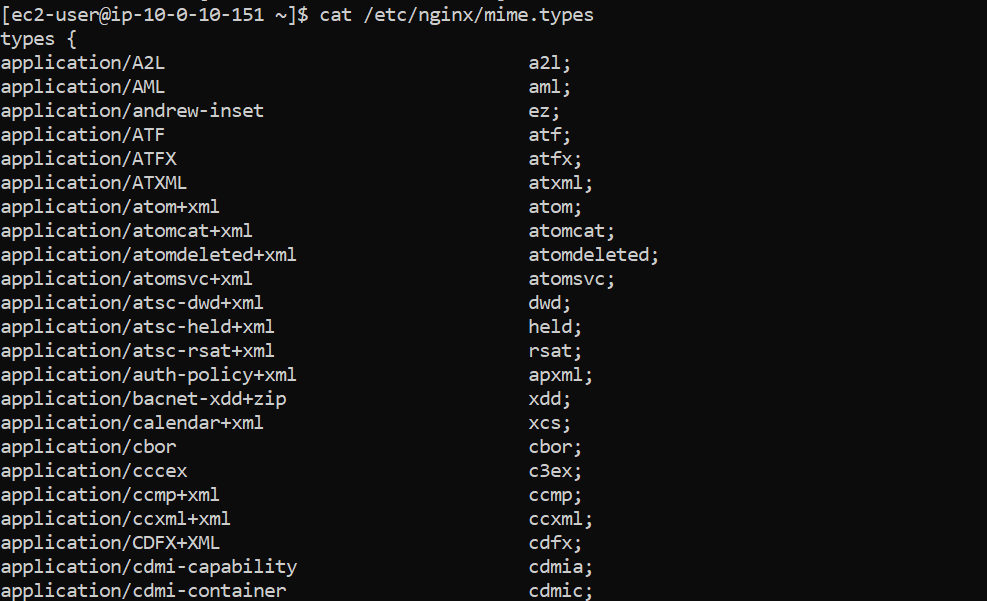 [ec2-user@ip-10-0-10-151 ~]$ cat /etc/nginx/mime.types
types {
application/A2L a2l;
application/AML aml;
application/andrew-inset ez;
application/ATF atf;
application/ATFX atfx;
application/ATXML atxml;
application/atom+xml atom;
application/atomcat+xml atomcat;
application/atomdeleted+xml atomdeleted;
application/atomsvc+xml atomsvc;
application/atsc-dwd+xml dwd;
application/atsc-held+xml held;
application/atsc-rsat+xml rsat;
application/auth-policy+xml apxml;
application/bacnet-xdd+zip xdd;
application/calendar+xml xcs;
application/cbor cbor;
application/cccex c3ex;
application/ccmp+xml ccmp;
application/ccxml+xml ccxml;
application/CDFX+XML cdfx;
application/cdmi-capability cdmia;
application/cdmi-container cdmic;